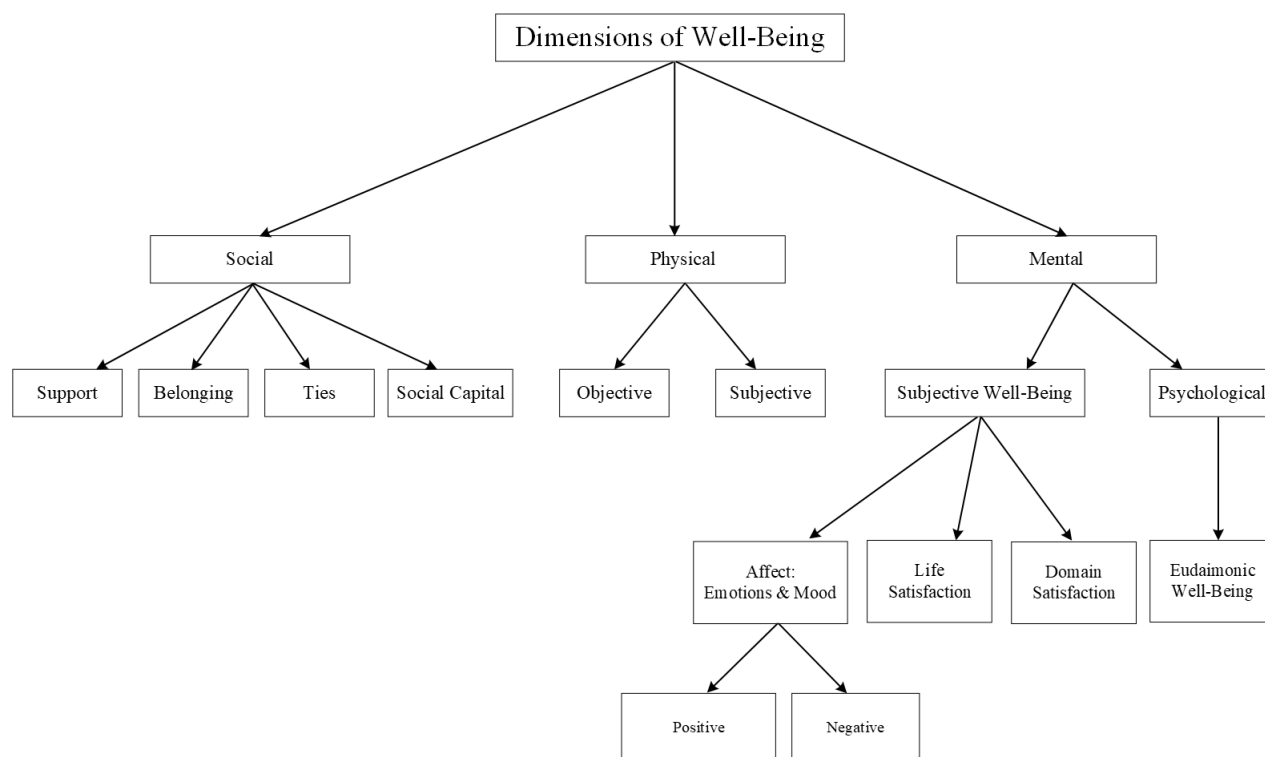 Dimensions of Well-Being
Social
Physical
Mental
Support
Belonging
Ties
Social Capital
Objective
Subjective
Subjective Well-Being
Psychological
Affect:
Emotions & Mood
Life
Satisfaction
Domain
Satisfaction
Eudaimonic
Well-Being
Positive
Negative